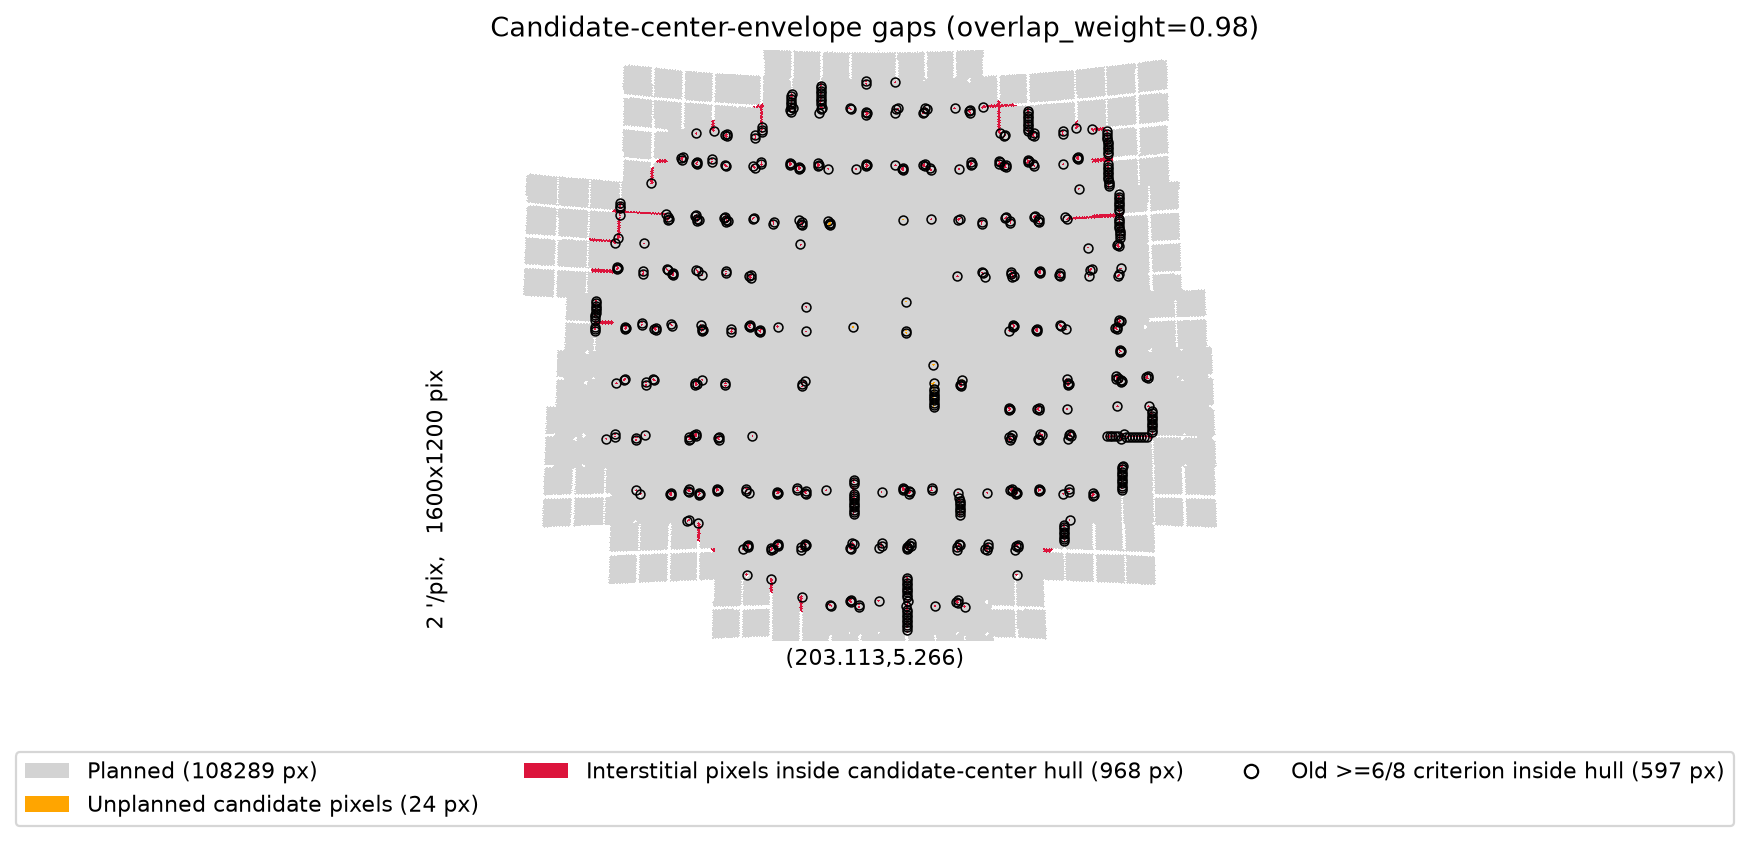 Candidate-center-envelope gaps (overlap_weight=0.98)
2 '/pix,   1600x1200 pix
(203.113,5.266)
Planned (108289 px)
Unplanned candidate pixels (24 px)
Interstitial pixels inside candidate-center hull (968 px)
Old >=6/8 criterion inside hull (597 px)